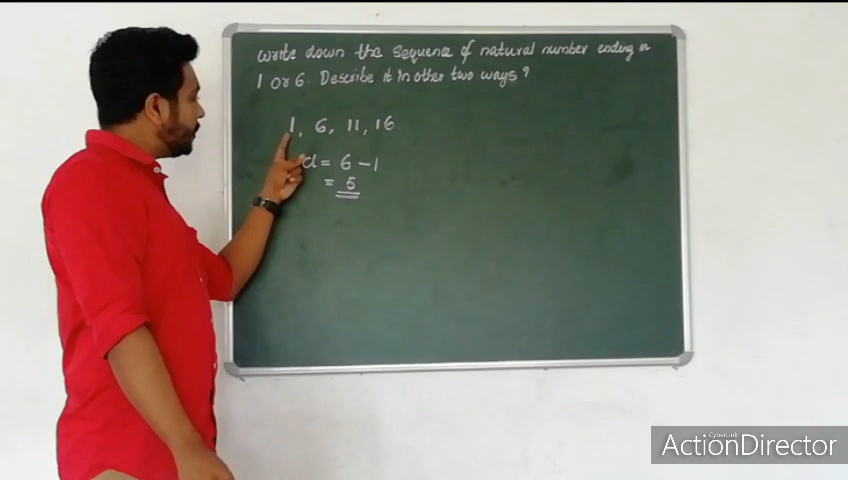 write down the sequence of natural number ending in
1 or 6. Describe it in other two ways?
1, 6, 11, 16
d = 6 - 1
= 5
CyberLink
ActionDirector